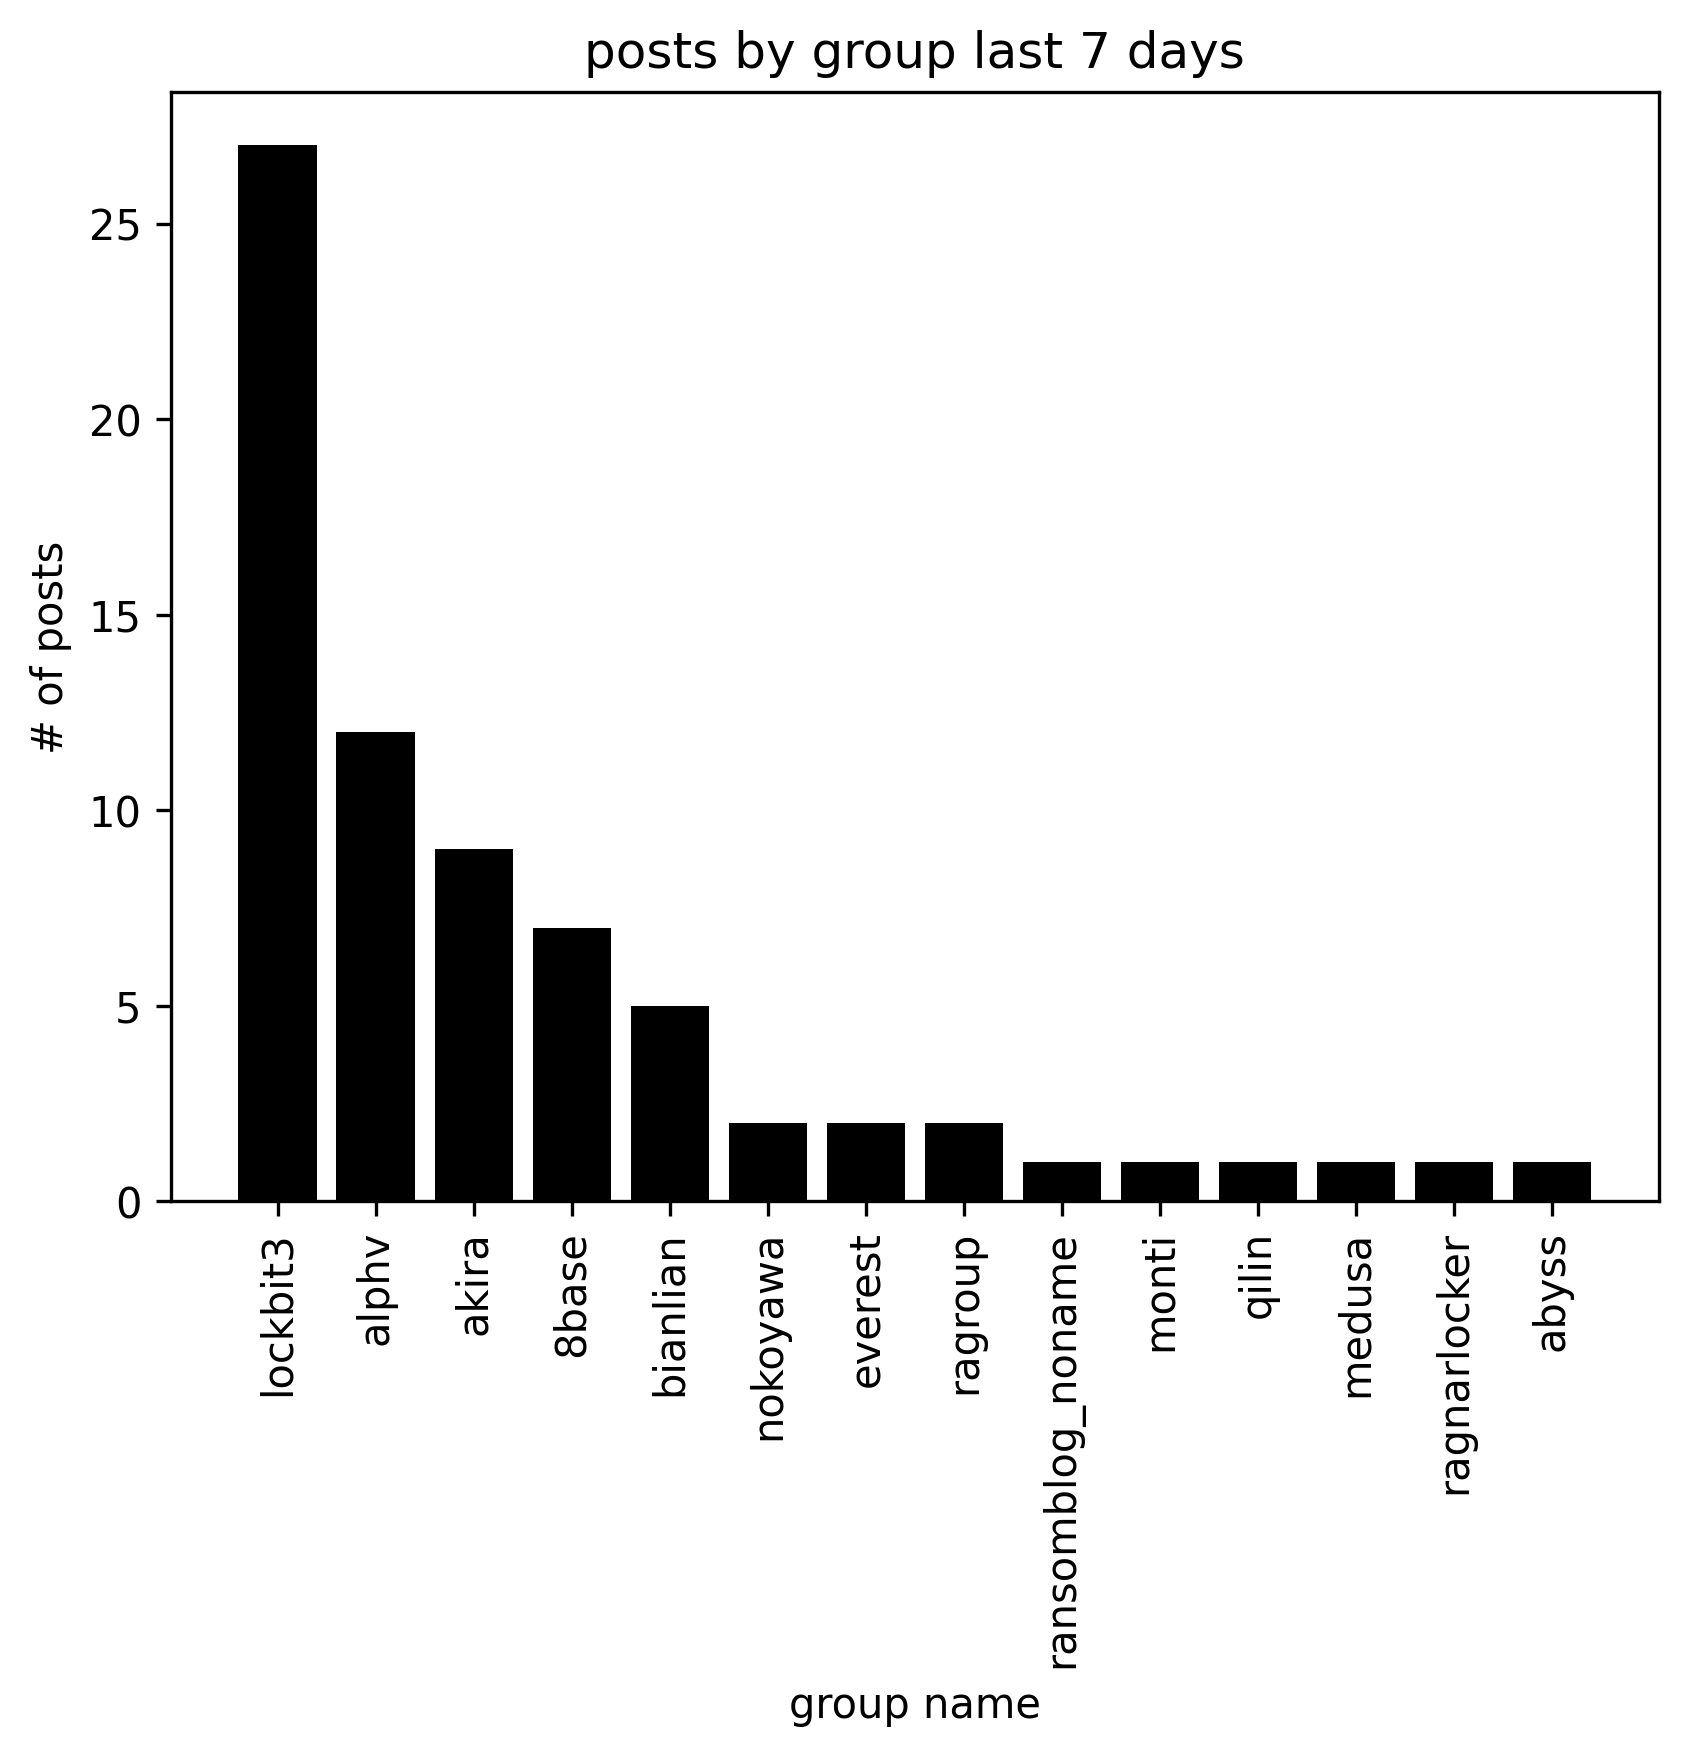 posts by group last 7 days
# of posts
25
20
15
10
5
0
lockbit3
alphv
akira
8base
bianlian
nokoyawa
everest
ragroup
ransomblog_noname
monti
qilin
medusa
ragnarlocker
abyss
group name